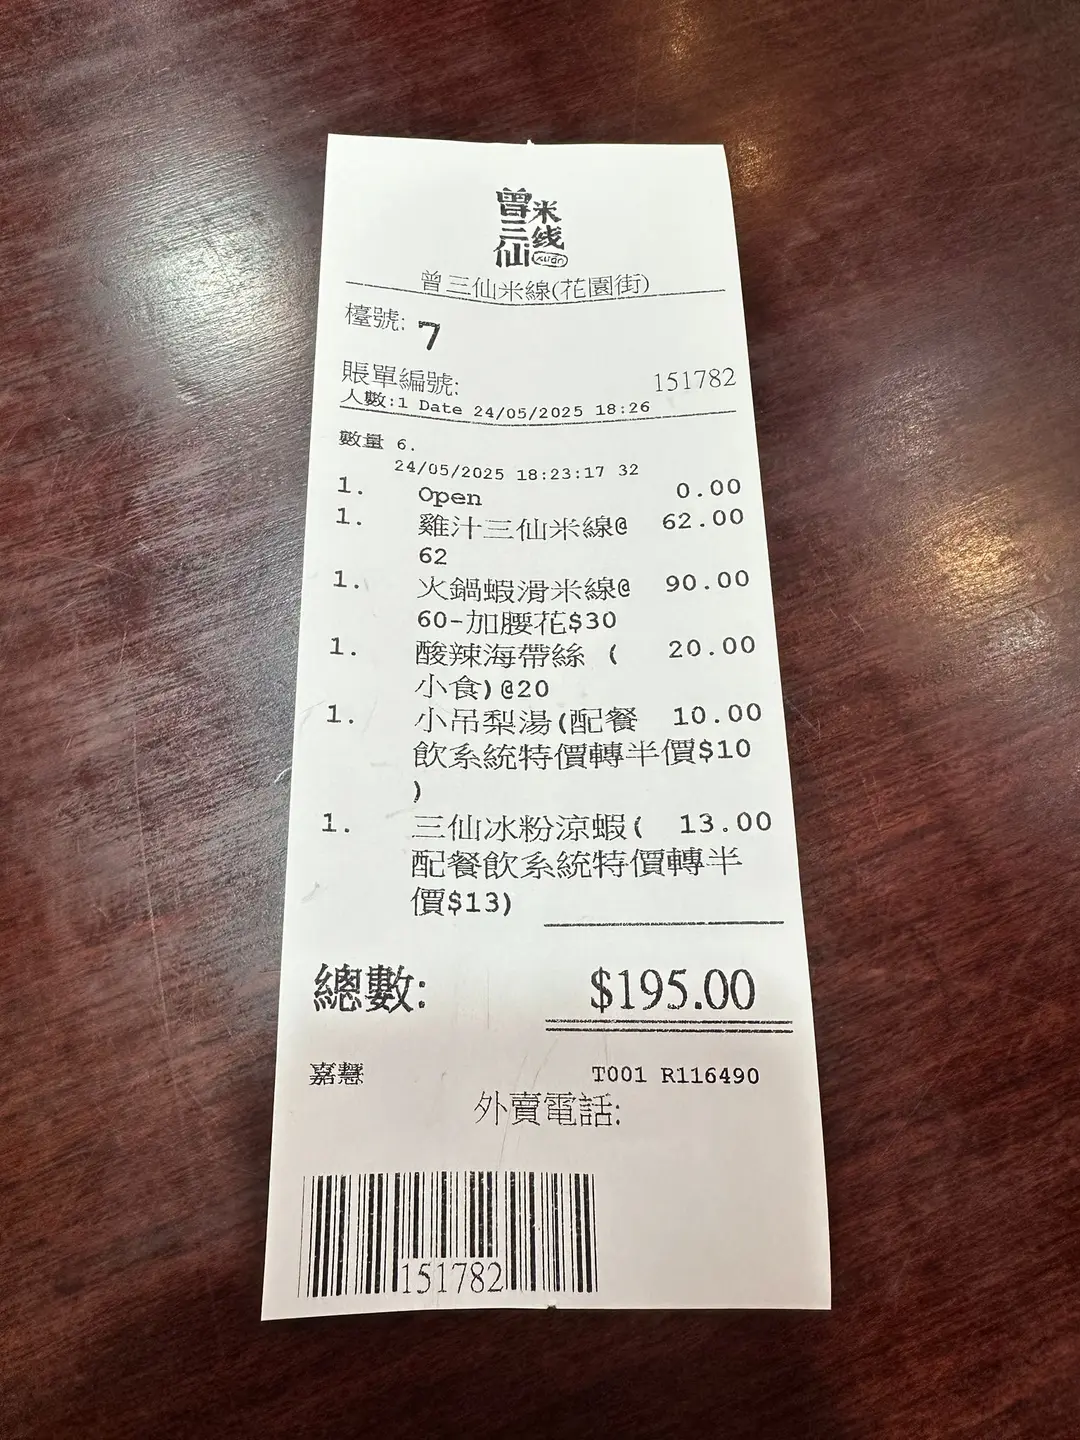 曾三仙
米线
xuan
曾三仙米線(花園街)
檯號: 7
賬單編號: 151782
人數:1 Date 24/05/2025 18:26
數量 6.
24/05/2025 18:23:17 32
1. Open 0.00
1. 雞汁三仙米線@ 62.00
62
1. 火鍋蝦滑米線@ 90.00
60-加腰花$30
1. 酸辣海帶絲 ( 20.00
小食)@20
1. 小吊梨湯(配餐 10.00
飲系統特價轉半價$10
)
1. 三仙冰粉涼蝦( 13.00
配餐飲系統特價轉半
價$13)
總數: $195.00
嘉慧 T001 R116490
外賣電話:
151782